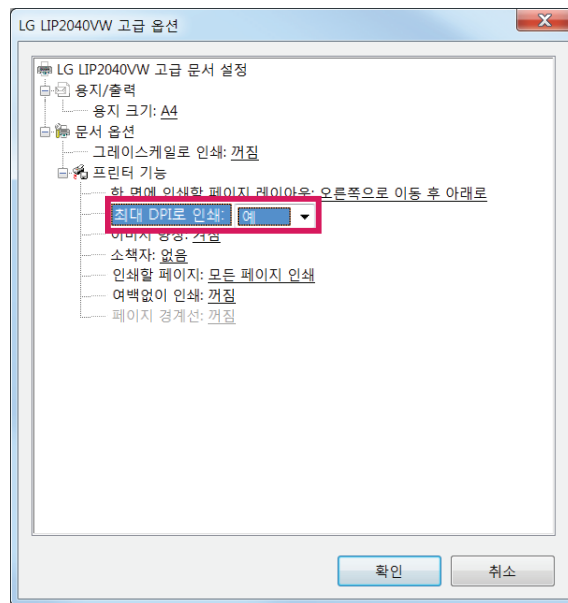 LG LIP2040VW 고급 옵션
LG LIP2040VW 고급 문서 설정
용지/출력
용지 크기: A4
문서 옵션
그레이스케일로 인쇄: 꺼짐
프린터 기능
한 면에 인쇄할 페이지 레이아웃: 오른쪽으로 이동 후 아래로
최대 DPI로 인쇄: 예
이미지 향상: 켜짐
소책자: 없음
인쇄할 페이지: 모든 페이지 인쇄
여백없이 인쇄: 꺼짐
페이지 경계선: 꺼짐
확인
취소